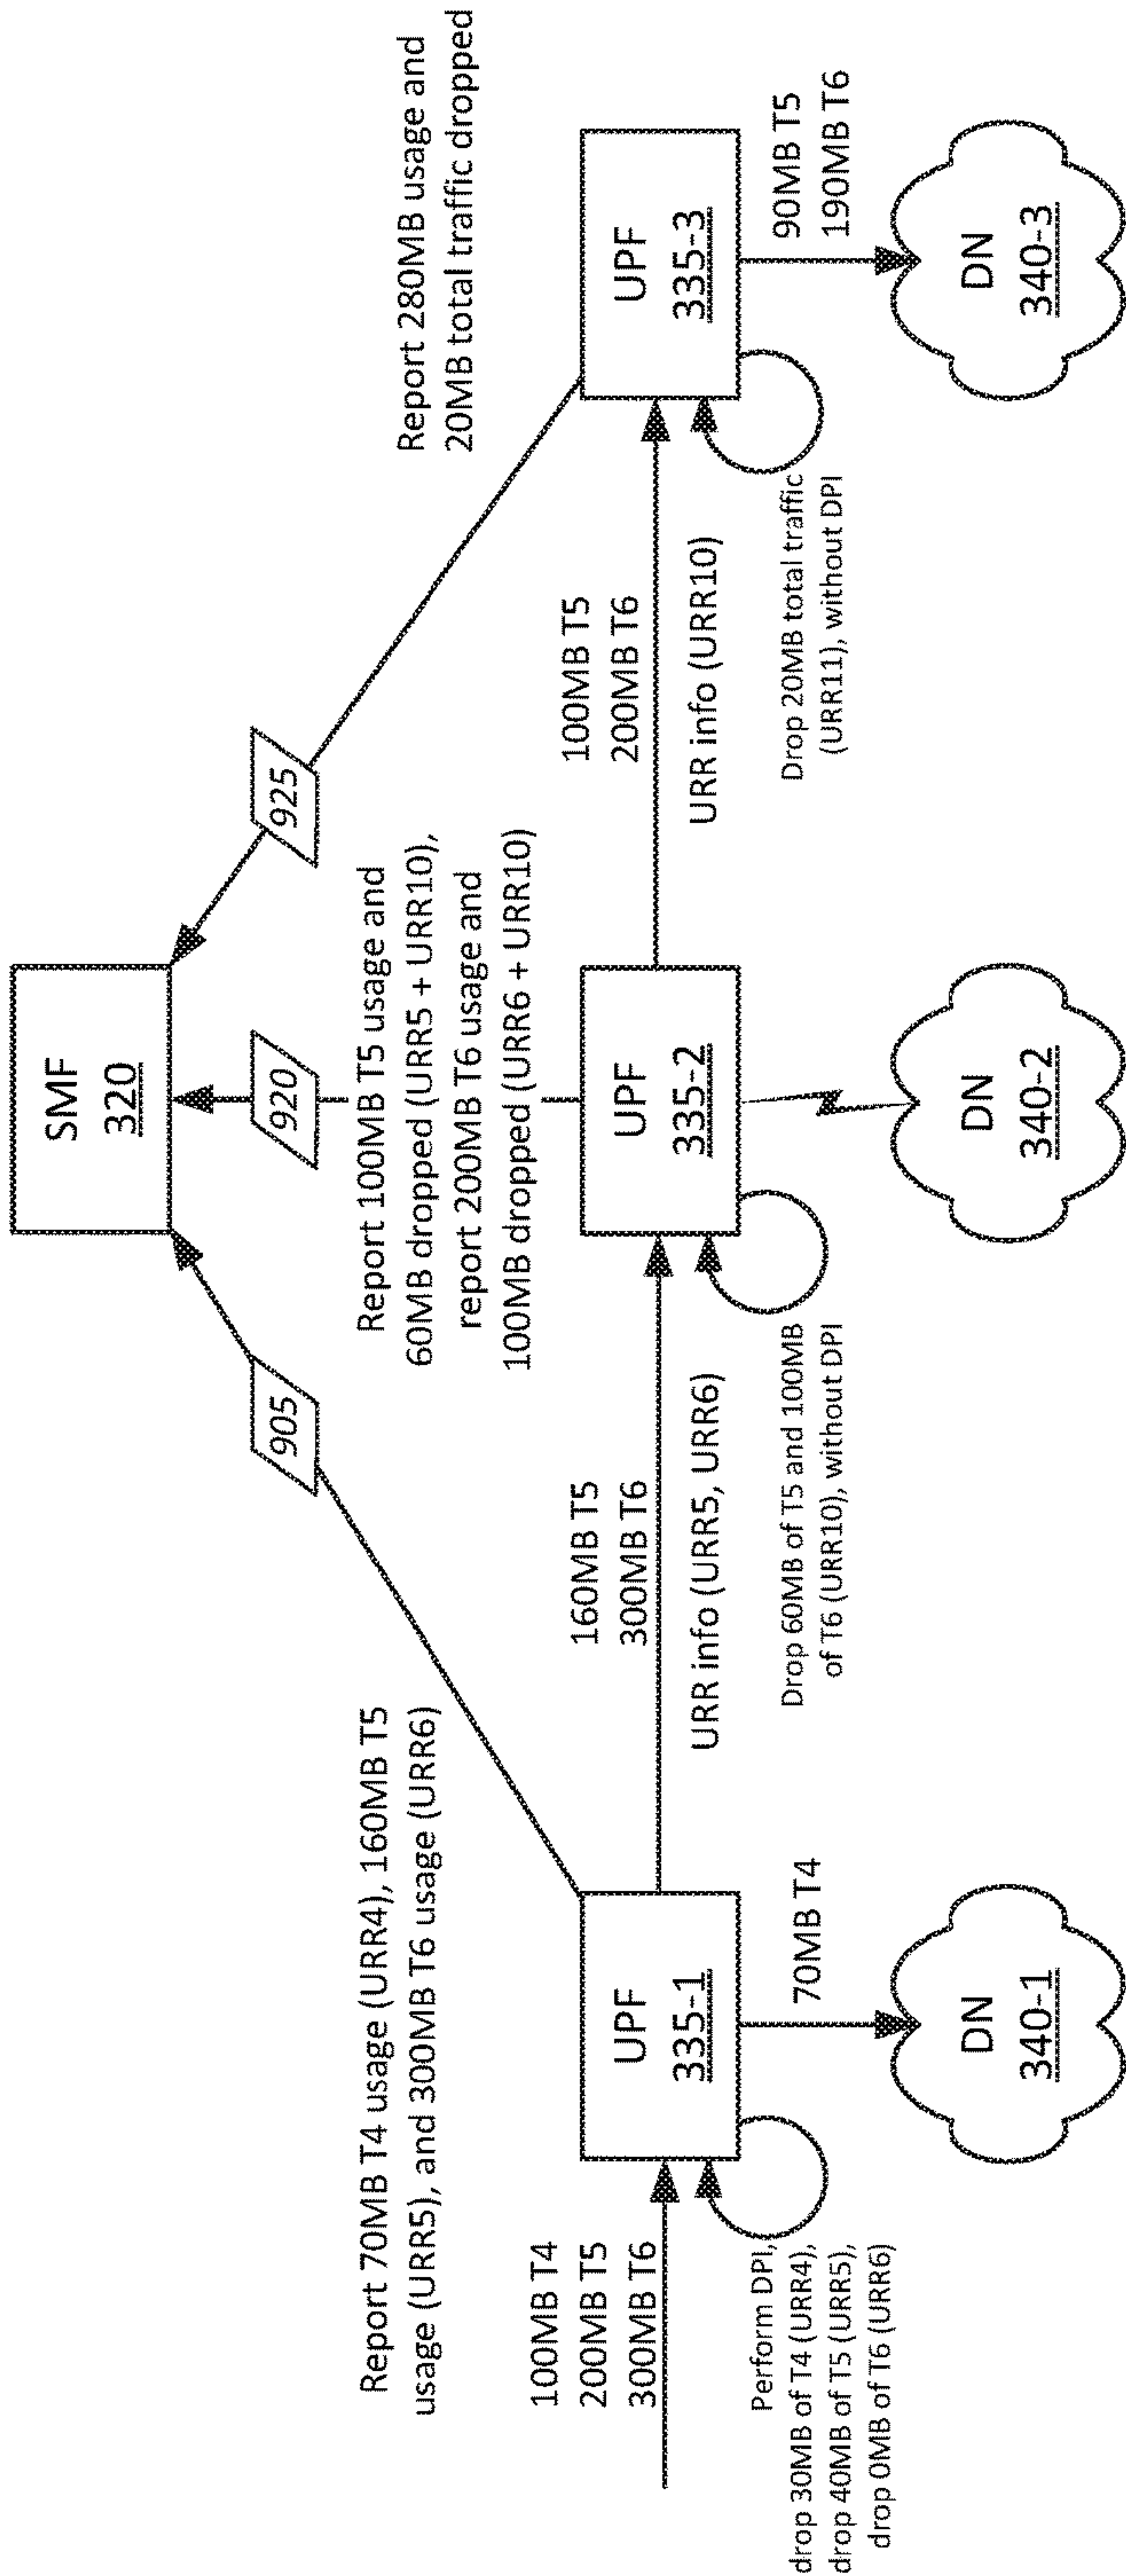 SMF
320
905
920
925
Report 70MB T4 usage (URR4), 160MB T5
usage (URR5), and 300MB T6 usage (URR6)
Report 100MB T5 usage and
60MB dropped (URR5 + URR10),
report 200MB T6 usage and
100MB dropped (URR6 + URR10)
Report 280MB usage and
20MB total traffic dropped
100MB T4
200MB T5
300MB T6
UPF
335-1
160MB T5
300MB T6
URR info (URR5, URR6)
UPF
335-2
100MB T5
200MB T6
URR info (URR10)
UPF
335-3
Perform DPI,
drop 30MB of T4 (URR4),
drop 40MB of T5 (URR5),
drop 0MB of T6 (URR6)
70MB T4
Drop 60MB of T5 and 100MB
of T6 (URR10), without DPI
Drop 20MB total traffic
(URR11), without DPI
90MB T5
190MB T6
DN
340-1
DN
340-2
DN
340-3